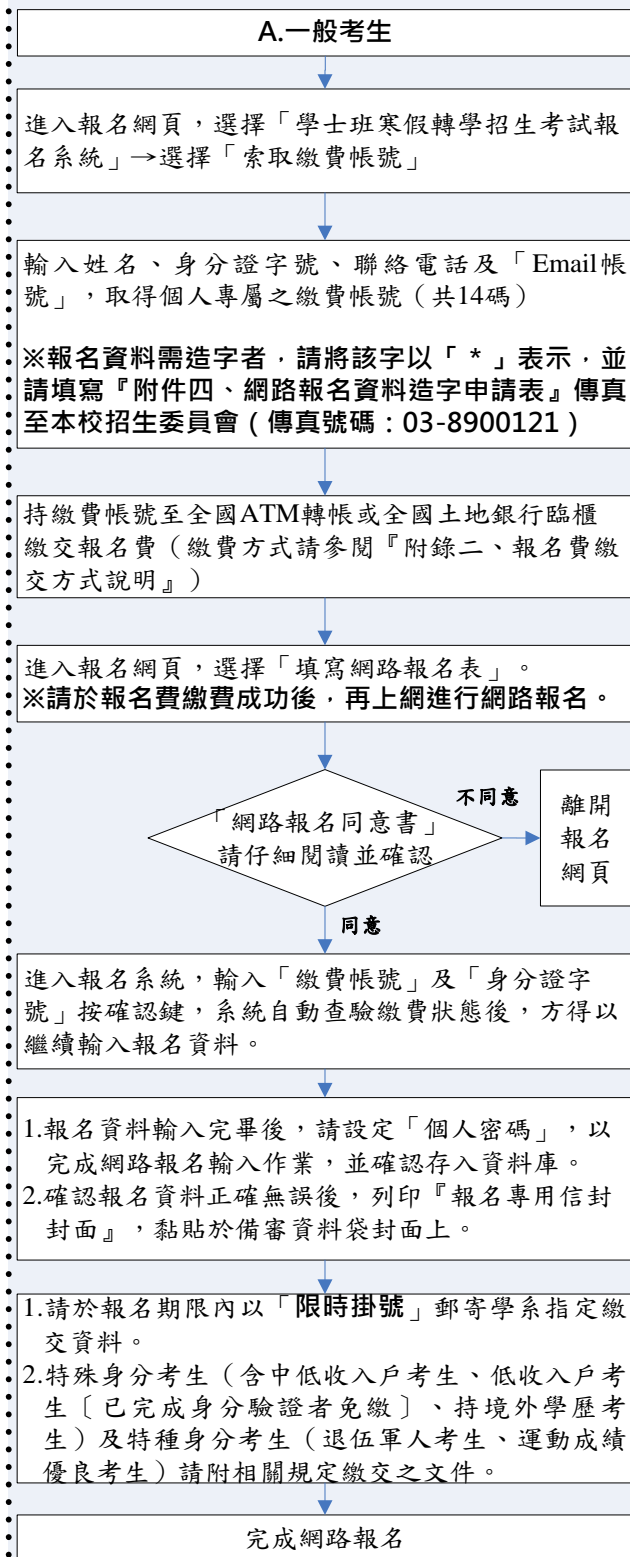 A.一般考生
進入報名網頁，選擇「學士班寒假轉學招生考試報
名系統」→選擇「索取繳費帳號」
輸入姓名、身分證字號、聯絡電話及「Email帳
號」，取得個人專屬之繳費帳號（共14碼）
※報名資料需造字者，請將該字以「 * 」表示，並
請填寫『附件四、網路報名資料造字申請表』傳真
至本校招生委員會（傳真號碼：03-8900121）
持繳費帳號至全國ATM轉帳或全國土地銀行臨櫃
繳交報名費（繳費方式請參閱『附錄二、報名費繳
交方式說明』）
進入報名網頁，選擇「填寫網路報名表」。
※請於報名費繳費成功後，再上網進行網路報名。
「網路報名同意書」
請仔細閱讀並確認
不同意
離開
報名
網頁
同意
進入報名系統，輸入「繳費帳號」及「身分證字
號」按確認鍵，系統自動查驗繳費狀態後，方得以
繼續輸入報名資料。
1.報名資料輸入完畢後，請設定「個人密碼」，以
完成網路報名輸入作業，並確認存入資料庫。
2.確認報名資料正確無誤後，列印『報名專用信封
封面』，黏貼於備審資料袋封面上。
1.請於報名期限內以「限時掛號」郵寄學系指定繳
交資料。
2.特殊身分考生（含中低收入戶考生、低收入戶考
生〔已完成身分驗證者免繳〕、持境外學歷考
生）及特種身分考生（退伍軍人考生、運動成績
優良考生）請附相關規定繳交之文件。
完成網路報名